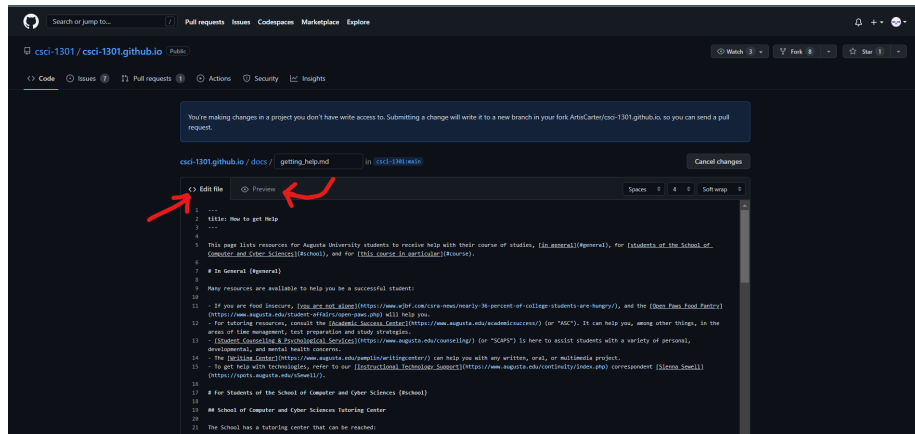 Search or jump to... /
Pull requests Issues Codespaces Marketplace Explore
csci-1301 / csci-1301.github.io Public
Watch 3 Fork 8 Star 1
Code Issues 7 Pull requests 1 Actions Security Insights
You're making changes in a project you don't have write access to. Submitting a change will write it to a new branch in your fork ArtisCarter/csci-1301.github.io, so you can send a pull
request.
csci-1301.github.io / docs / getting_help.md in csci-1301:main Cancel changes
<> Edit file Preview Spaces 4 Soft wrap
1 ---
2 title: How to get Help
3 ---
4
5 This page lists resources for Augusta University students to receive help with their course of studies, [in general](#general), for [students of the School of
Computer and Cyber Sciences](#school), and for [this course in particular](#course).
6
7 # In General {#general}
8
9 Many resources are available to help you be a successful student:
10
11 - If you are food insecure, [you are not alone](https://www.wjbf.com/csra-news/nearly-36-percent-of-college-students-are-hungry/), and the [Open Paws Food Pantry]
(https://www.augusta.edu/student-affairs/open-paws.php) will help you.
12 - For tutoring resources, consult the [Academic Success Center](https://www.augusta.edu/academicsuccess/) (or "ASC"). It can help you, among other things, in the
areas of time management, test preparation and study strategies.
13 - [Student Counseling & Psychological Services](https://www.augusta.edu/counseling/) (or "SCAPS") is here to assist students with a variety of personal,
developmental, and mental health concerns.
14 - The [Writing Center](https://www.augusta.edu/pamplin/writingcenter/) can help you with any written, oral, or multimedia project.
15 - To get help with technologies, refer to our [Instructional Technology Support](https://www.augusta.edu/continuity/index.php) correspondent [Sienna Sewell]
(https://spots.augusta.edu/sSewell/).
16
17 # For Students of the School of Computer and Cyber Sciences {#school}
18
19 ## School of Computer and Cyber Sciences Tutoring Center
20
21 The School has a tutoring center that can be reached: